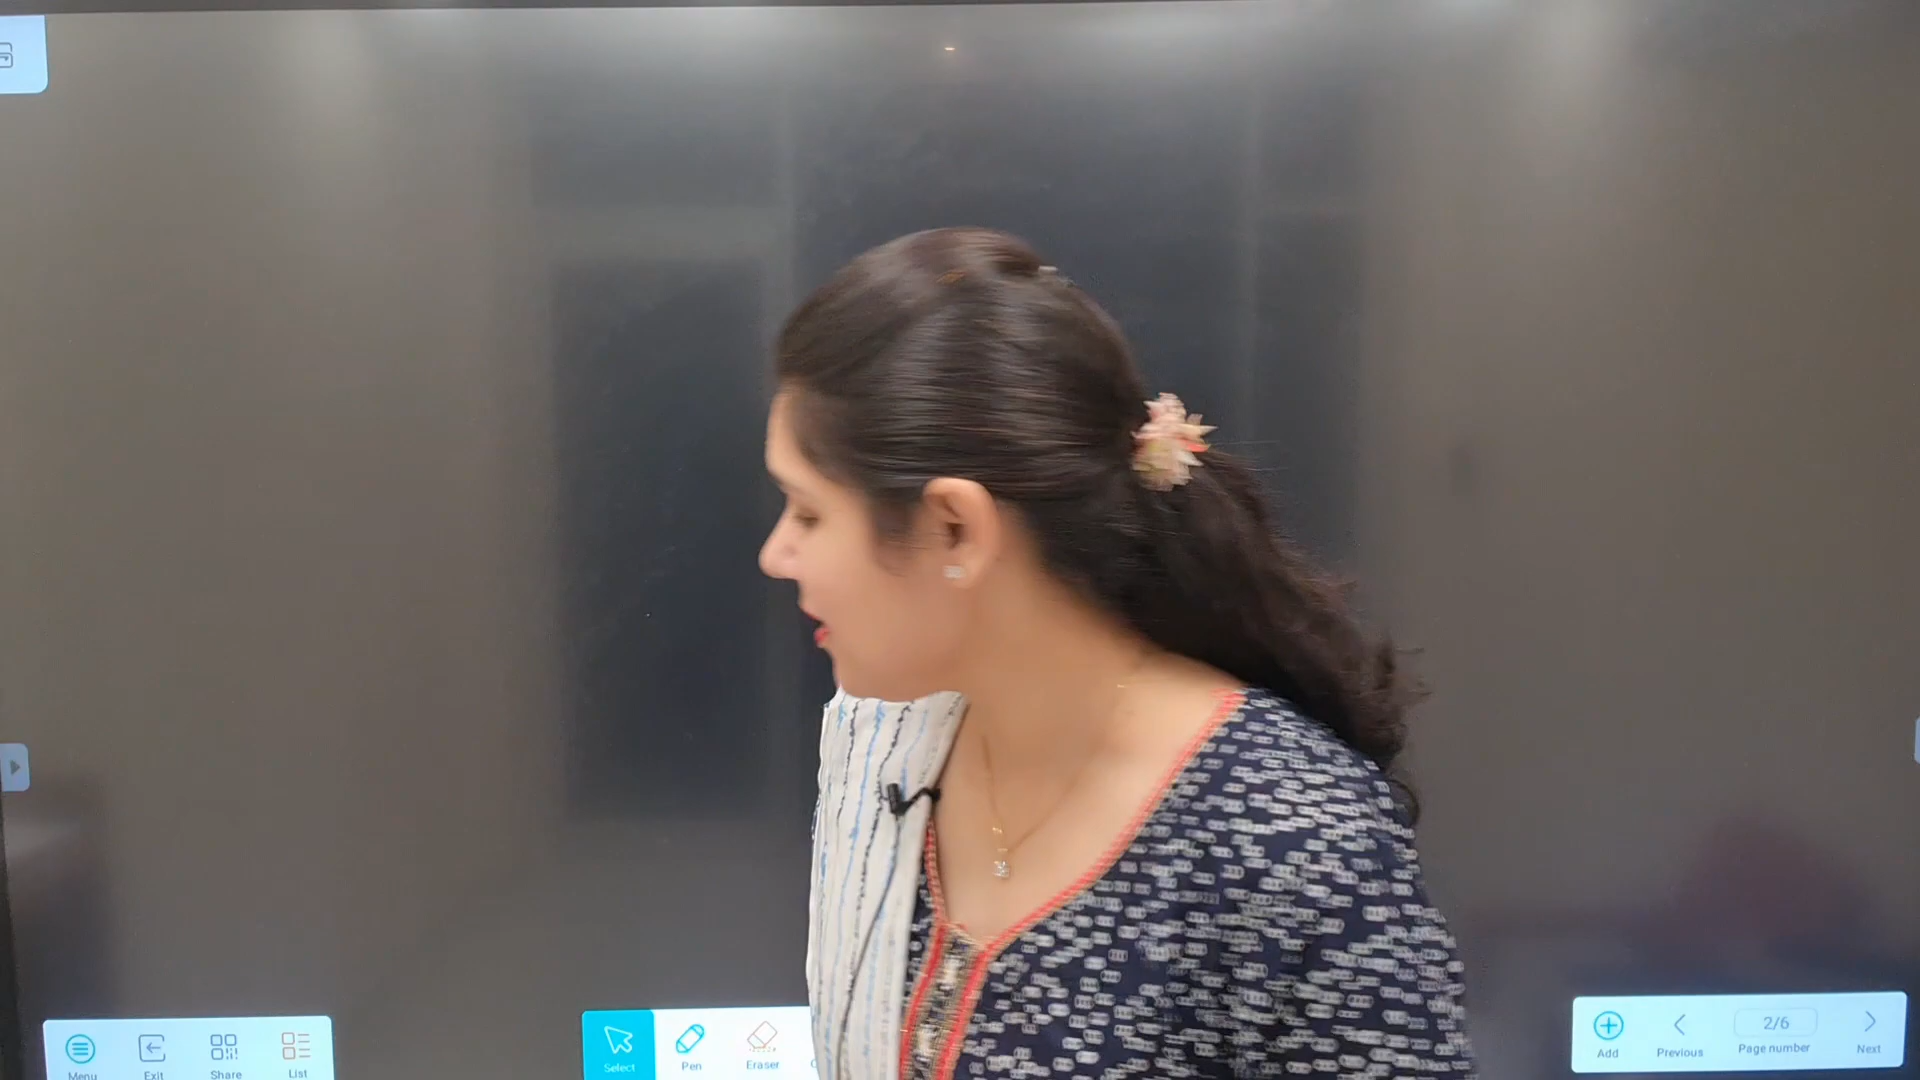 Menu
Exit
Share
List
Select
Pen
Eraser
Add
Previous
2/6
Page number
Next